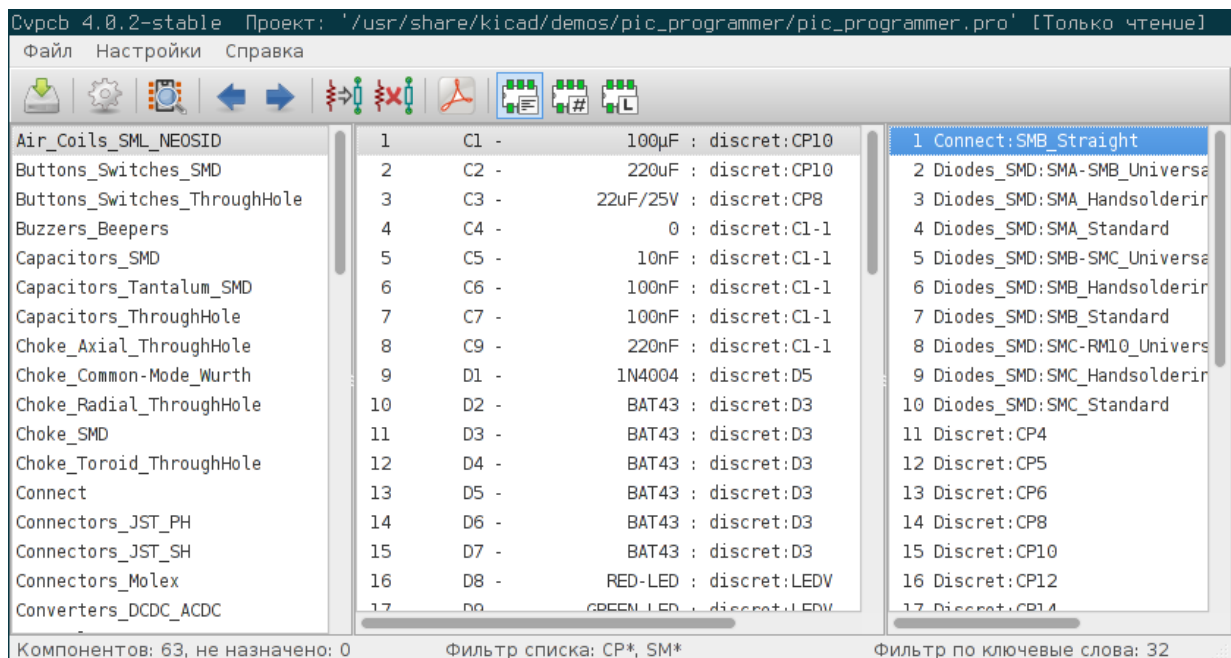 Cvpcb 4.0.2-stable Проект: '/usr/share/kicad/demos/pic_programmer/pic_programmer.pro' [Только чтение]
Файл Настройки Справка
Air_Coils_SML_NEOSID
Buttons_Switches_SMD
Buttons_Switches_ThroughHole
Buzzers_Beepers
Capacitors_SMD
Capacitors_Tantalum_SMD
Capacitors_ThroughHole
Choke_Axial_ThroughHole
Choke_Common-Mode_Wurth
Choke_Radial_ThroughHole
Choke_SMD
Choke_Toroid_ThroughHole
Connect
Connectors_JST_PH
Connectors_JST_SH
Connectors_Molex
Converters_DCDC_ACDC
1 C1 - 100µF : discret:CP10
2 C2 - 220uF : discret:CP10
3 C3 - 22uF/25V : discret:CP8
4 C4 - 0 : discret:C1-1
5 C5 - 10nF : discret:C1-1
6 C6 - 100nF : discret:C1-1
7 C7 - 100nF : discret:C1-1
8 C9 - 220nF : discret:C1-1
9 D1 - 1N4004 : discret:D5
10 D2 - BAT43 : discret:D3
11 D3 - BAT43 : discret:D3
12 D4 - BAT43 : discret:D3
13 D5 - BAT43 : discret:D3
14 D6 - BAT43 : discret:D3
15 D7 - BAT43 : discret:D3
16 D8 - RED-LED : discret:LEDV
17 D9 GREEN-LED : discret:LEDV
1 Connect:SMB_Straight
2 Diodes_SMD:SMA-SMB_Universa
3 Diodes_SMD:SMA_Handsolderin
4 Diodes_SMD:SMA_Standard
5 Diodes_SMD:SMB-SMC_Universa
6 Diodes_SMD:SMB_Handsolderin
7 Diodes_SMD:SMB_Standard
8 Diodes_SMD:SMC-RM10_Univers
9 Diodes_SMD:SMC_Handsolderin
10 Diodes_SMD:SMC_Standard
11 Discret:CP4
12 Discret:CP5
13 Discret:CP6
14 Discret:CP8
15 Discret:CP10
16 Discret:CP12
17 Discret:CP14
Компонентов: 63, не назначено: 0 Фильтр списка: CP*, SM* Фильтр по ключевые слова: 32